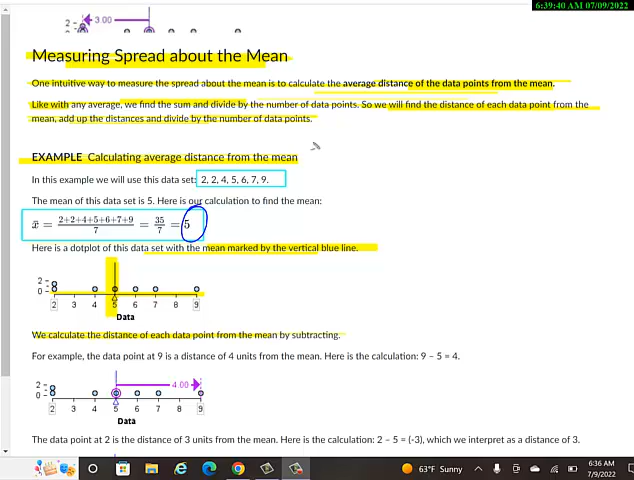 6:39:40 AM 07/09/2022
2
3.00
Measuring Spread about the Mean
One intuitive way to measure the spread about the mean is to calculate the average distance of the data points from the mean.
Like with any average, we find the sum and divide by the number of data points. So we will find the distance of each data point from the
mean, add up the distances and divide by the number of data points.
EXAMPLE Calculating average distance from the mean
In this example we will use this data set: 2, 2, 4, 5, 6, 7, 9.
The mean of this data set is 5. Here is our calculation to find the mean:
x̄ = (2+2+4+5+6+7+9)/7 = 35/7 = 5
Here is a dotplot of this data set with the mean marked by the vertical blue line.
2
0
2 3 4 5 6 7 8 9
Data
We calculate the distance of each data point from the mean by subtracting.
For example, the data point at 9 is a distance of 4 units from the mean. Here is the calculation: 9 – 5 = 4.
4.00
2
0
2 3 4 5 6 7 8 9
Data
The data point at 2 is the distance of 3 units from the mean. Here is the calculation: 2 – 5 = (-3), which we interpret as a distance of 3.
63°F Sunny
6:36 AM
7/9/2022